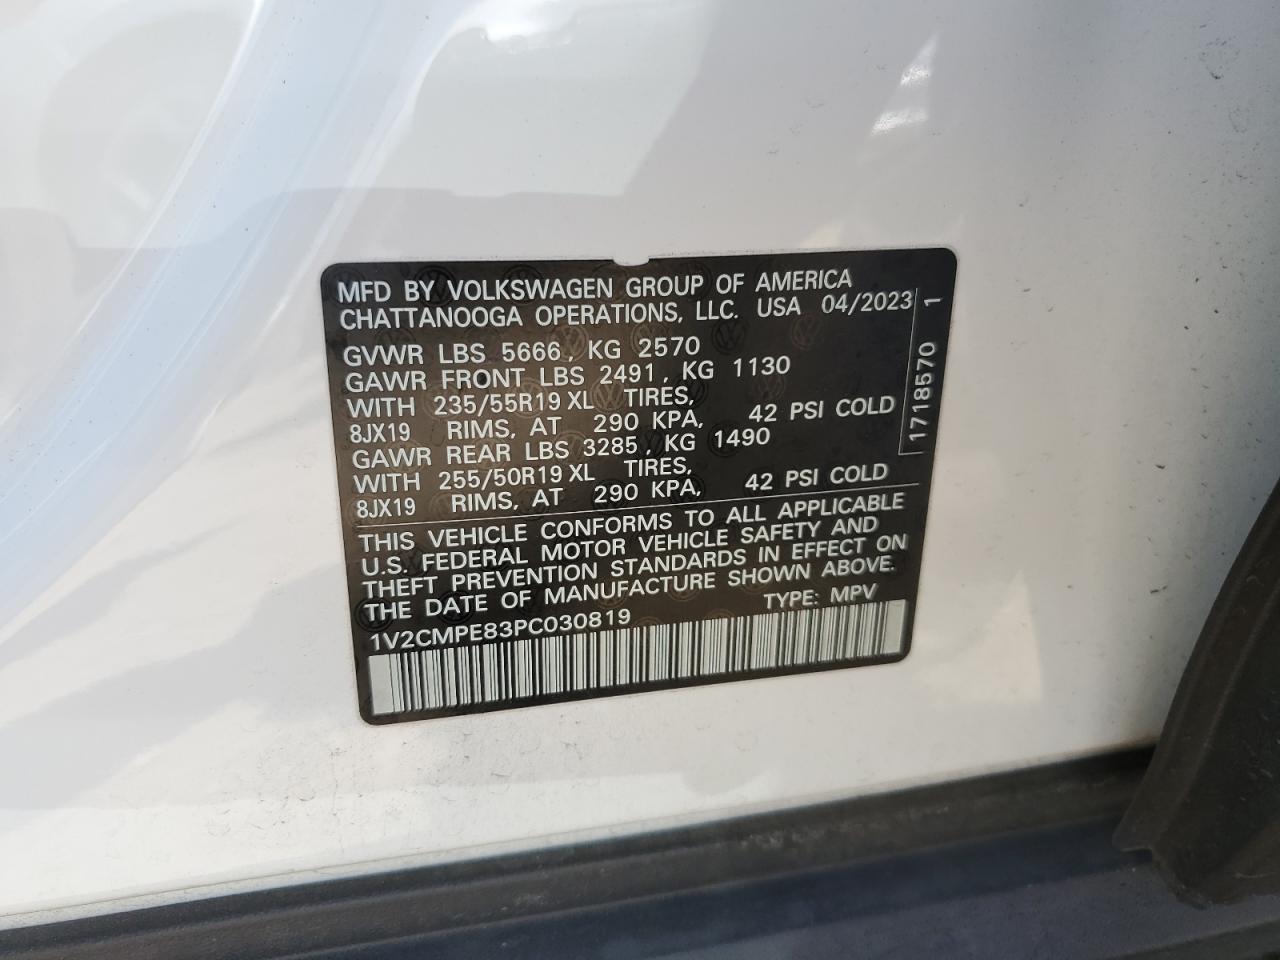 MFD BY VOLKSWAGEN GROUP OF AMERICA
CHATTANOOGA OPERATIONS, LLC. USA 04/2023
GVWR LBS 5666, KG 2570
GAWR FRONT LBS 2491, KG 1130
WITH 235/55R19 XL TIRES,
8JX19 RIMS, AT 290 KPA, 42 PSI COLD
GAWR REAR LBS 3285, KG 1490
WITH 255/50R19 XL TIRES,
8JX19 RIMS, AT 290 KPA, 42 PSI COLD
THIS VEHICLE CONFORMS TO ALL APPLICABLE
U.S. FEDERAL MOTOR VEHICLE SAFETY AND
THEFT PREVENTION STANDARDS IN EFFECT ON
THE DATE OF MANUFACTURE SHOWN ABOVE.
1V2CMPE83PC030819 TYPE: MPV
1718570 1